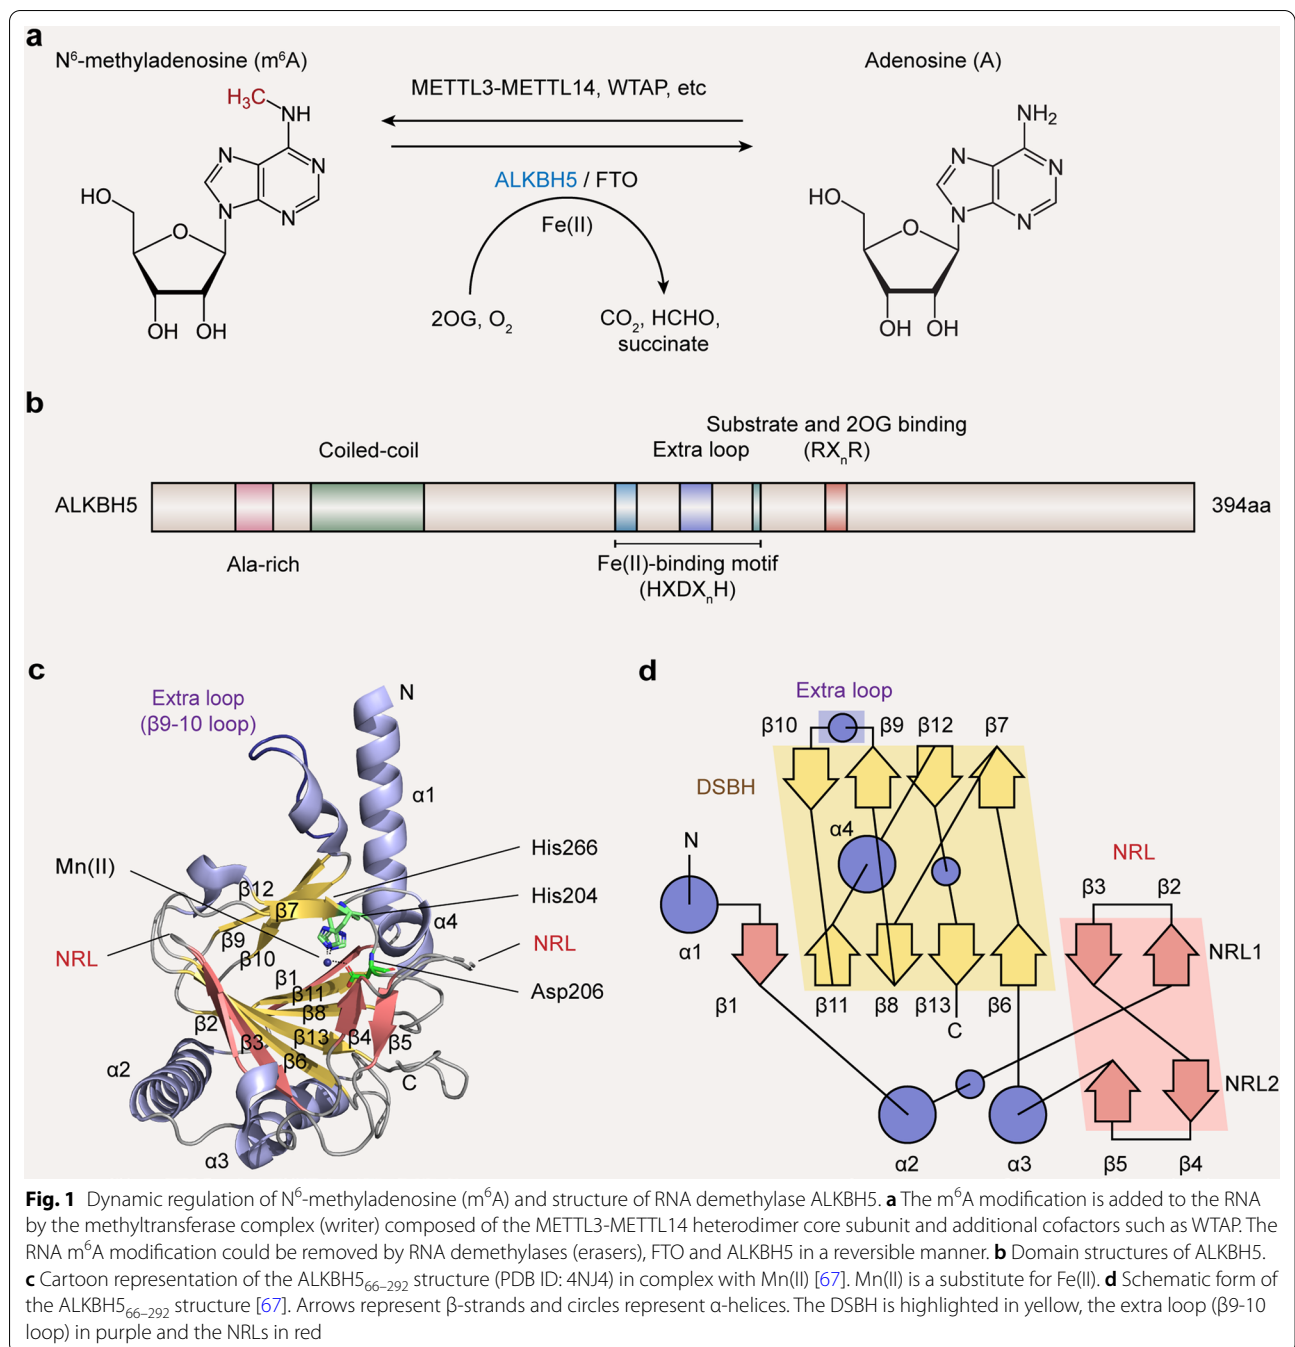 a
N⁶-methyladenosine (m⁶A)
Adenosine (A)
METTL3-METTL14, WTAP, etc
H₃C
NH
N
N
N
N
HO
O
OH OH
ALKBH5 / FTO
Fe(II)
2OG, O₂
CO₂, HCHO,
succinate
NH₂
N
N
N
N
HO
O
OH OH
b
Substrate and 2OG binding
(RXₙR)
Coiled-coil
Extra loop
ALKBH5
394aa
Ala-rich
Fe(II)-binding motif
(HXDXₙH)
c
Extra loop
(β9-10 loop)
N
α1
Mn(II)
His266
His204
β12
β7
α4
β9
NRL
NRL
β10
β1
β11
Asp206
β8
β2
β3
β13
β4
β5
β6
α2
C
α3
d
Extra loop
β10
β9
β12
β7
DSBH
α4
N
NRL
β3
β2
α1
NRL1
β1
β11
β8
β13
β6
C
NRL2
α2
α3
β5
β4
Fig. 1 Dynamic regulation of N⁶-methyladenosine (m⁶A) and structure of RNA demethylase ALKBH5. a The m⁶A modification is added to the RNA
by the methyltransferase complex (writer) composed of the METTL3-METTL14 heterodimer core subunit and additional cofactors such as WTAP. The
RNA m⁶A modification could be removed by RNA demethylases (erasers), FTO and ALKBH5 in a reversible manner. b Domain structures of ALKBH5.
c Cartoon representation of the ALKBH5₆₆₋₂₉₂ structure (PDB ID: 4NJ4) in complex with Mn(II) [67]. Mn(II) is a substitute for Fe(II). d Schematic form of
the ALKBH5₆₆₋₂₉₂ structure [67]. Arrows represent β-strands and circles represent α-helices. The DSBH is highlighted in yellow, the extra loop (β9-10
loop) in purple and the NRLs in red